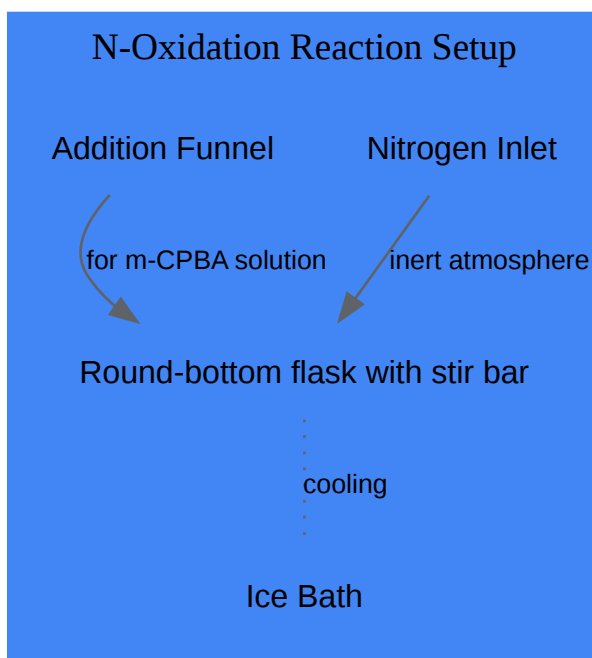 N-Oxidation Reaction Setup
Addition Funnel
Nitrogen Inlet
for m-CPBA solution
inert atmosphere
Round-bottom flask with stir bar
cooling
Ice Bath